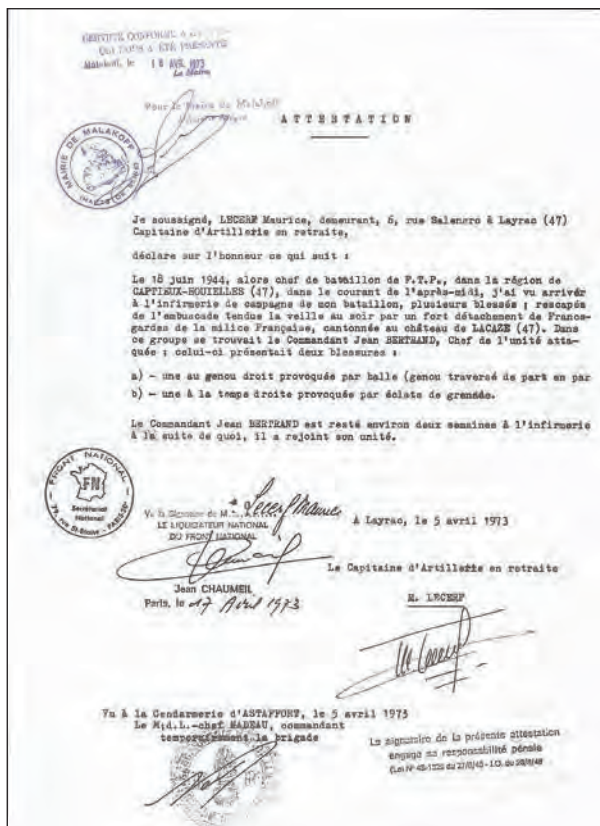 CERTIFIÉ CONFORME A
QUI NOUS A ÉTÉ PRÉSENTÉ
Malakoff, le 18 AVR. 1973
Le Maire
Pour le Maire de Malakoff
MAIRIE DE MALAKOFF
ATTESTATION
Je soussigné, LECERF Maurice, demeurant, 6, rue Salengro à Layrac (47)
Capitaine d'Artillerie en retraite,
déclare sur l'honneur ce qui suit :
Le 18 juin 1944, alors chef de bataillon de F.T.P., dans la région de
CAPTIEUX-HOUIELLES (47), dans le courant de l'après-midi, j'ai vu arriver
à l'infirmerie de campagne de mon bataillon, plusieurs blessés ; rescapés
de l'embuscade tendue la veille au soir par un fort détachement de Francs-
gardes de la milice Française, cantonnée au château de LACAZE (47). Dans
ce groupe se trouvait le Commandant Jean BERTRAND, Chef de l'unité atta-
quée ; celui-ci présentait deux blessures :
a) - une au genou droit provoquée par balle (genou traversé de part en par
b) - une à la tempe droite provoquée par éclats de grenade.
Le Commandant Jean BERTRAND est resté environ deux semaines à l'infirmerie
à la suite de quoi, il a rejoint son unité.
FRONT NATIONAL
FN
Secrétariat
National
Vu la Signature de M. Lecerf Maurice
LE LIQUIDATEUR NATIONAL
DU FRONT NATIONAL
Jean CHAUMEIL
Paris, le 17 Avril 1973
à Layrac, le 5 avril 1973
Le Capitaine d'Artillerie en retraite
M. LECERF
Vu à la Gendarmerie d'ASTAFFORT, le 5 avril 1973
Le M;d.L.-chef MADEAU, commandant
temporairement la brigade
Le signataire de la présente attestation
engage sa responsabilité pénale